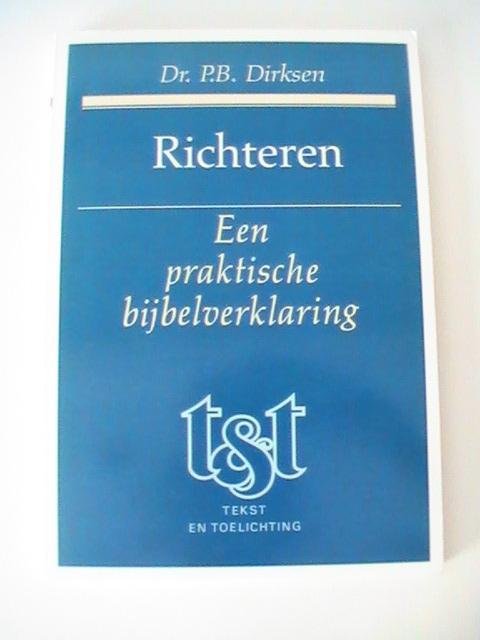 Dr. P.B. Dirksen
Richteren
Een
praktische
bijbelverklaring
t&t
TEKST
EN TOELICHTING